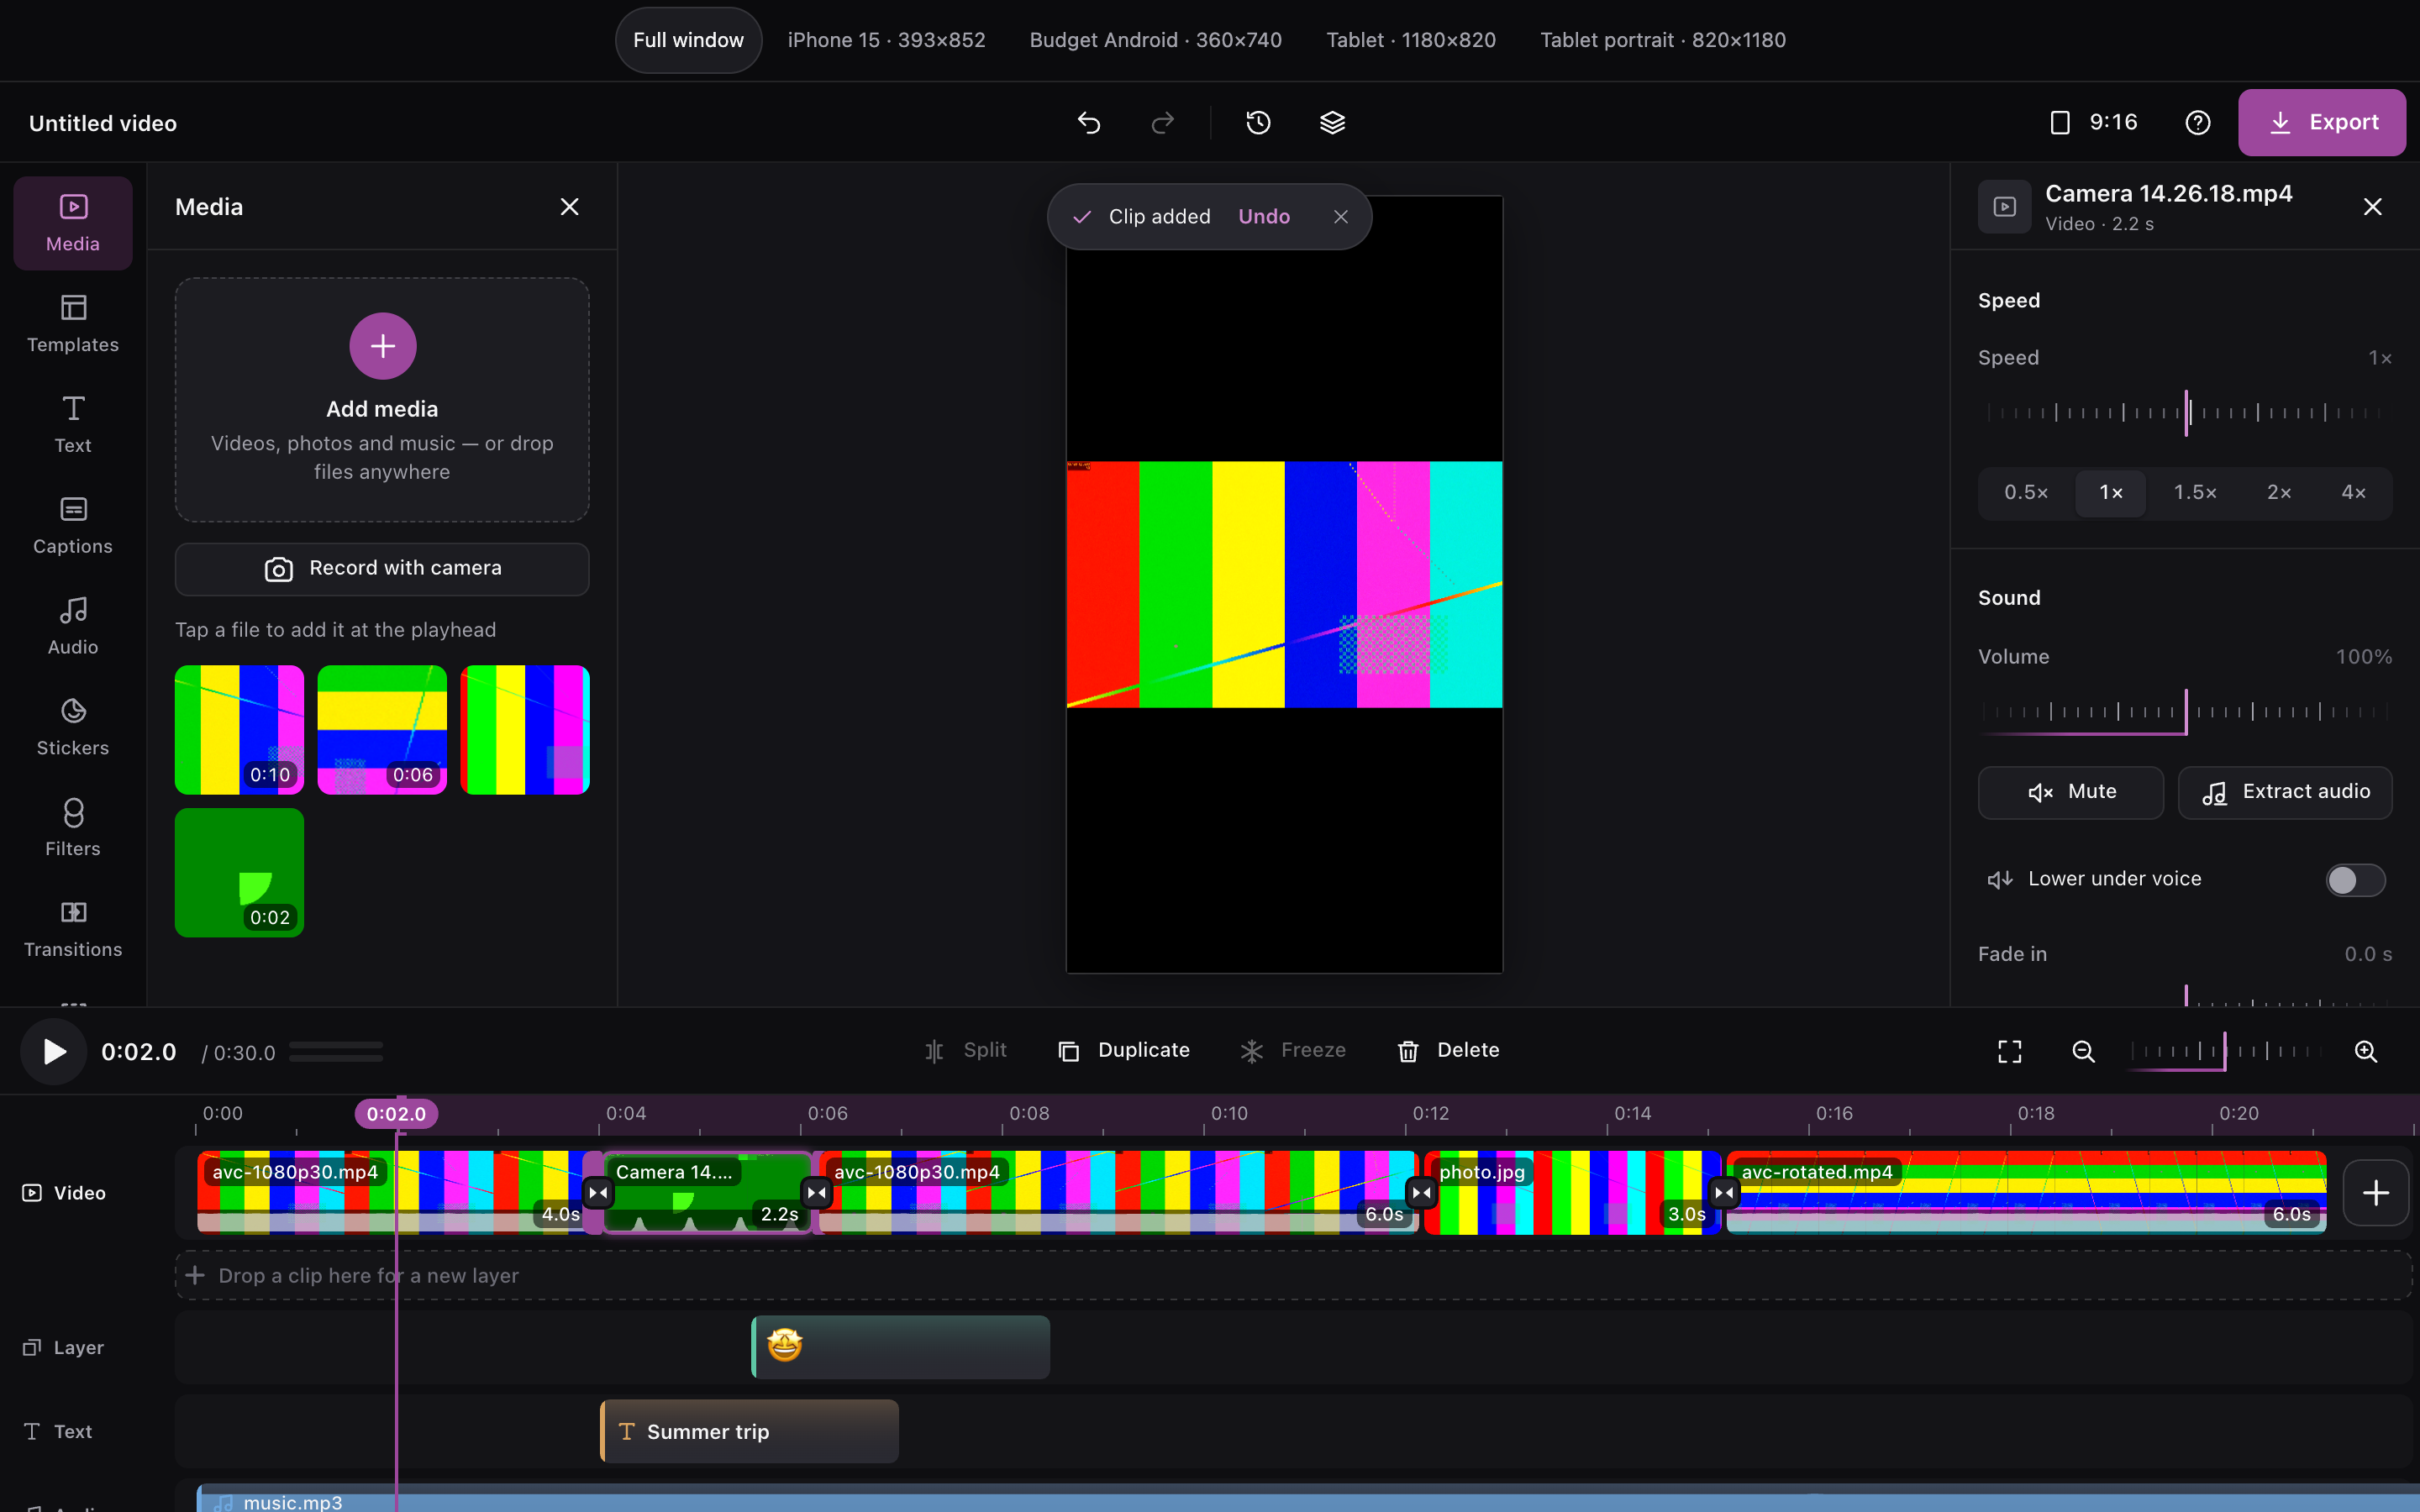 Full window
iPhone 15 · 393×852
Budget Android · 360×740
Tablet · 1180×820
Tablet portrait · 820×1180
Untitled video
9:16
Export
Media
Templates
Text
Captions
Audio
Stickers
Filters
Transitions
Media
Add media
Videos, photos and music — or drop
files anywhere
Record with camera
Tap a file to add it at the playhead
0:10
0:06
0:02
Clip added Undo
Camera 14.26.18.mp4
Video · 2.2 s
Speed
Speed 1×
0.5× 1× 1.5× 2× 4×
Sound
Volume 100%
Mute
Extract audio
Lower under voice
Fade in 0.0 s
0:02.0 / 0:30.0
Split
Duplicate
Freeze
Delete
0:00 0:02.0 0:04 0:06 0:08 0:10 0:12 0:14 0:16 0:18 0:20
Video
avc-1080p30.mp4
4.0s
Camera 14....
2.2s
avc-1080p30.mp4
6.0s
photo.jpg
3.0s
avc-rotated.mp4
6.0s
Drop a clip here for a new layer
Layer
Text
Summer trip
music.mp3